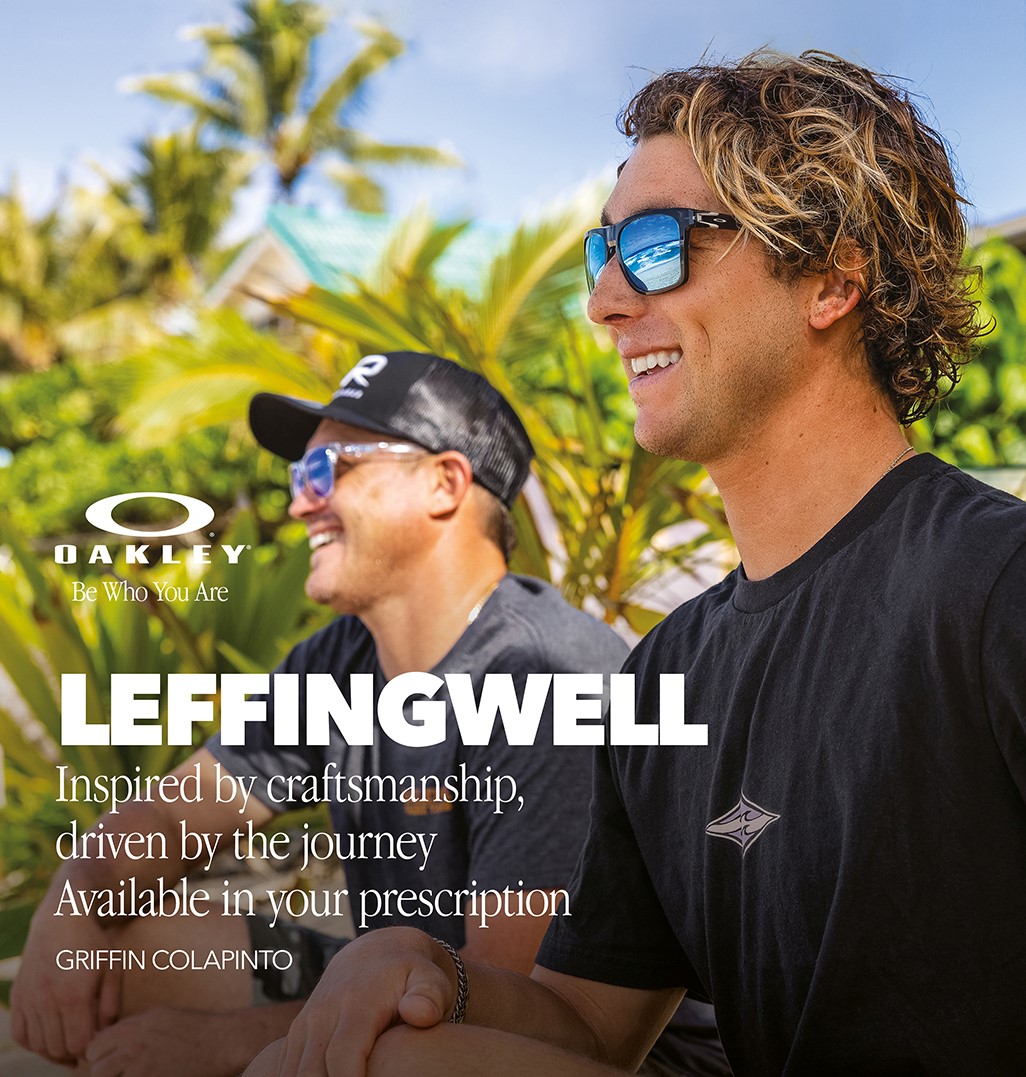 R
OAKLEY
Be Who You Are
LEFFINGWELL
Inspired by craftsmanship,
driven by the journey
Available in your prescription
GRIFFIN COLAPINTO